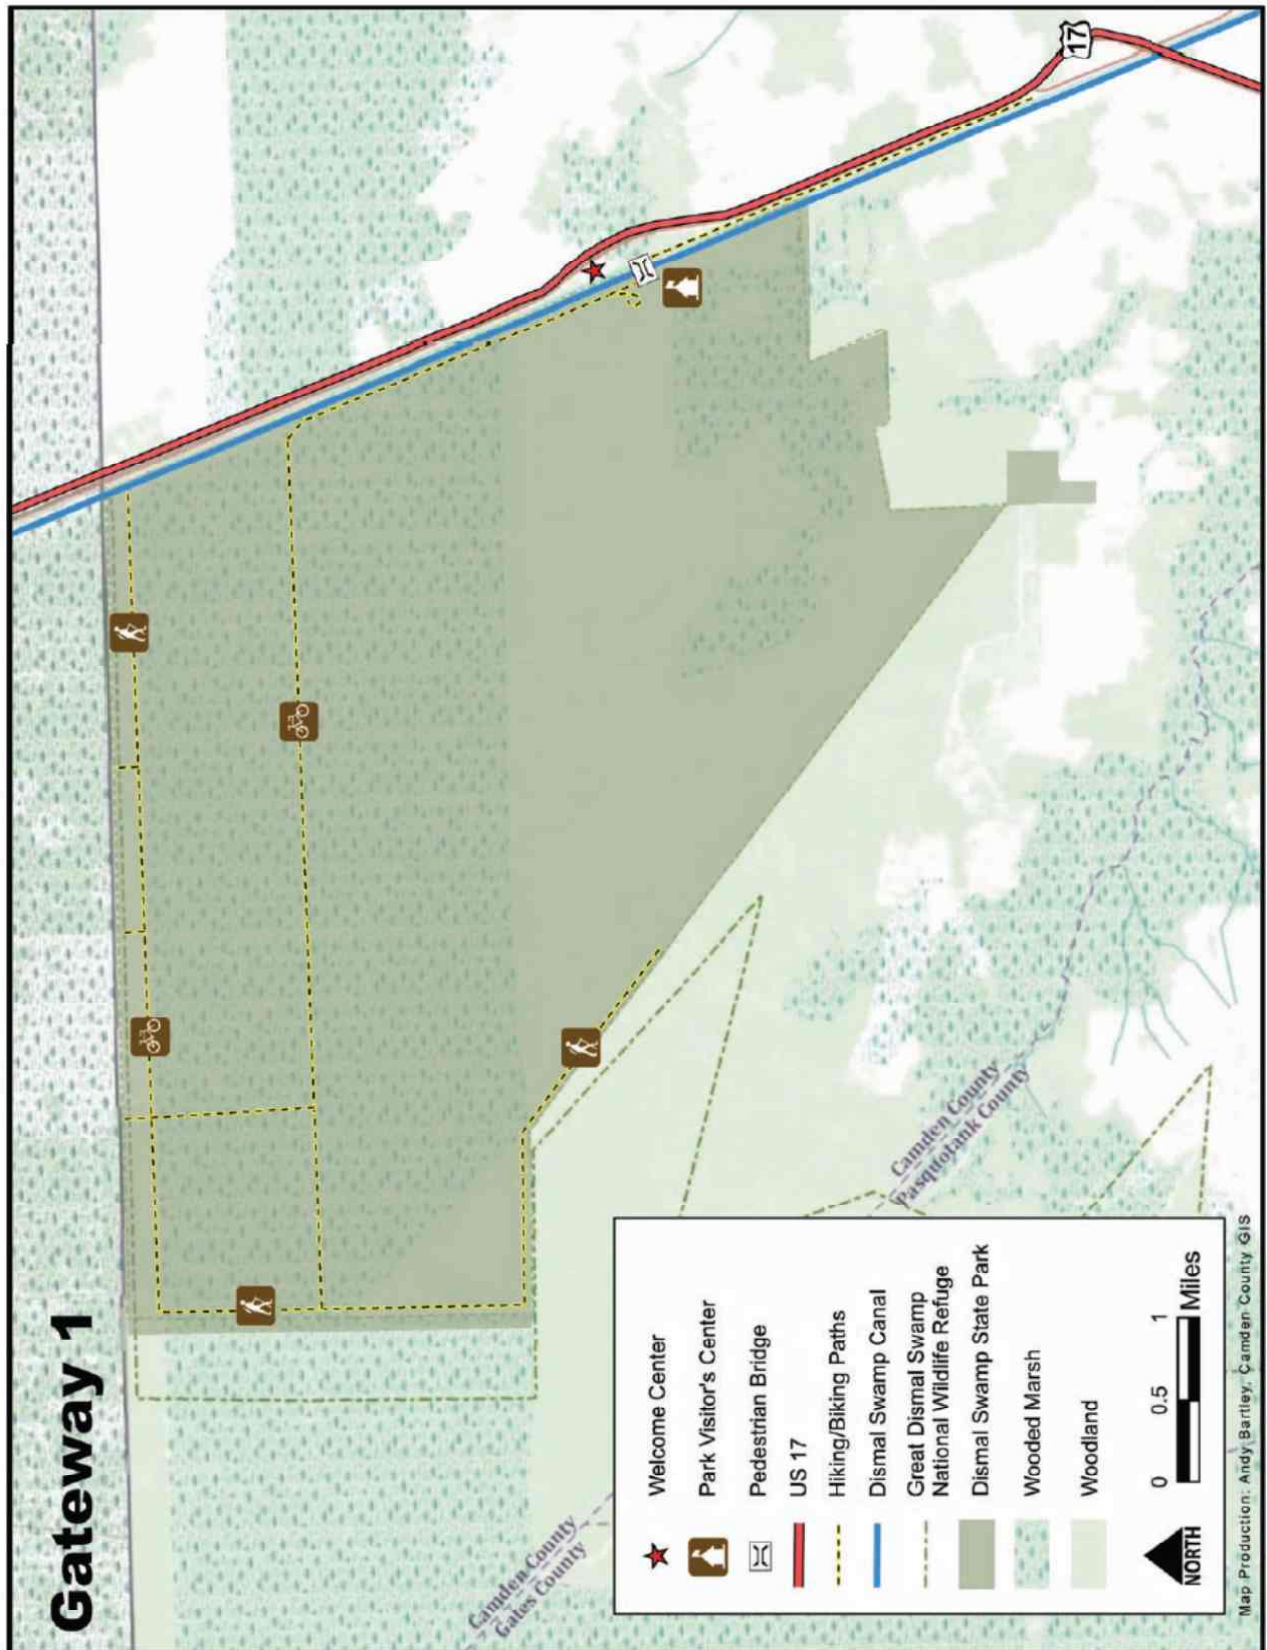 Gateway 1
17
Camden County
Pasquotank County
Camden County
Gates County
Welcome Center
Park Visitor's Center
Pedestrian Bridge
US 17
Hiking/Biking Paths
Dismal Swamp Canal
Great Dismal Swamp
National Wildlife Refuge
Dismal Swamp State Park
Wooded Marsh
Woodland
0 0.5 1
Miles
NORTH
Map Production: Andy Bartley, Camden County GIS